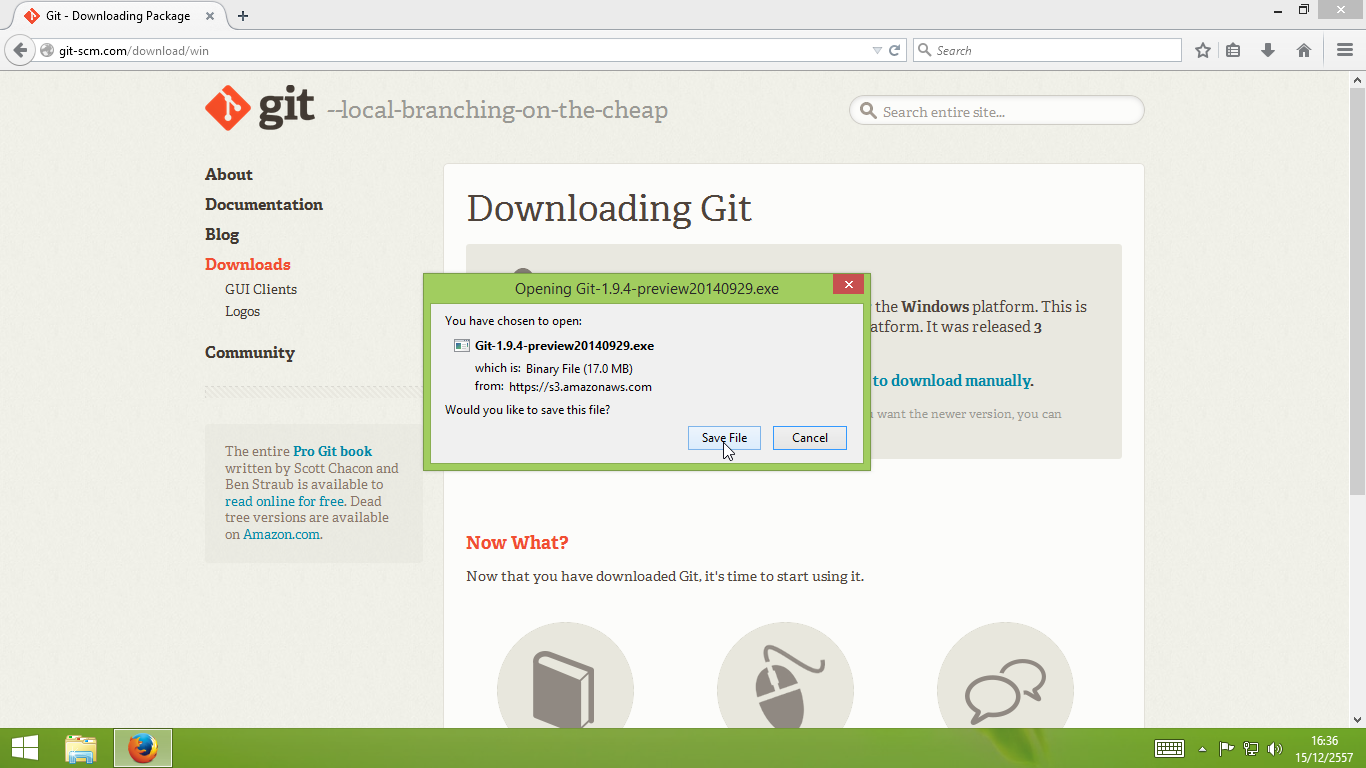 Git - Downloading Package
git-scm.com/download/win
Search
git --local-branching-on-the-cheap
Search entire site...
About
Documentation
Blog
Downloads
GUI Clients
Logos
Community
The entire Pro Git book
written by Scott Chacon and
Ben Straub is available to
read online for free. Dead
tree versions are available
on Amazon.com.
Downloading Git
the Windows platform. This is
atform. It was released 3
to download manually.
want the newer version, you can
Opening Git-1.9.4-preview20140929.exe
You have chosen to open:
Git-1.9.4-preview20140929.exe
which is: Binary File (17.0 MB)
from: https://s3.amazonaws.com
Would you like to save this file?
Save File
Cancel
Now What?
Now that you have downloaded Git, it's time to start using it.
16:36
15/12/2557